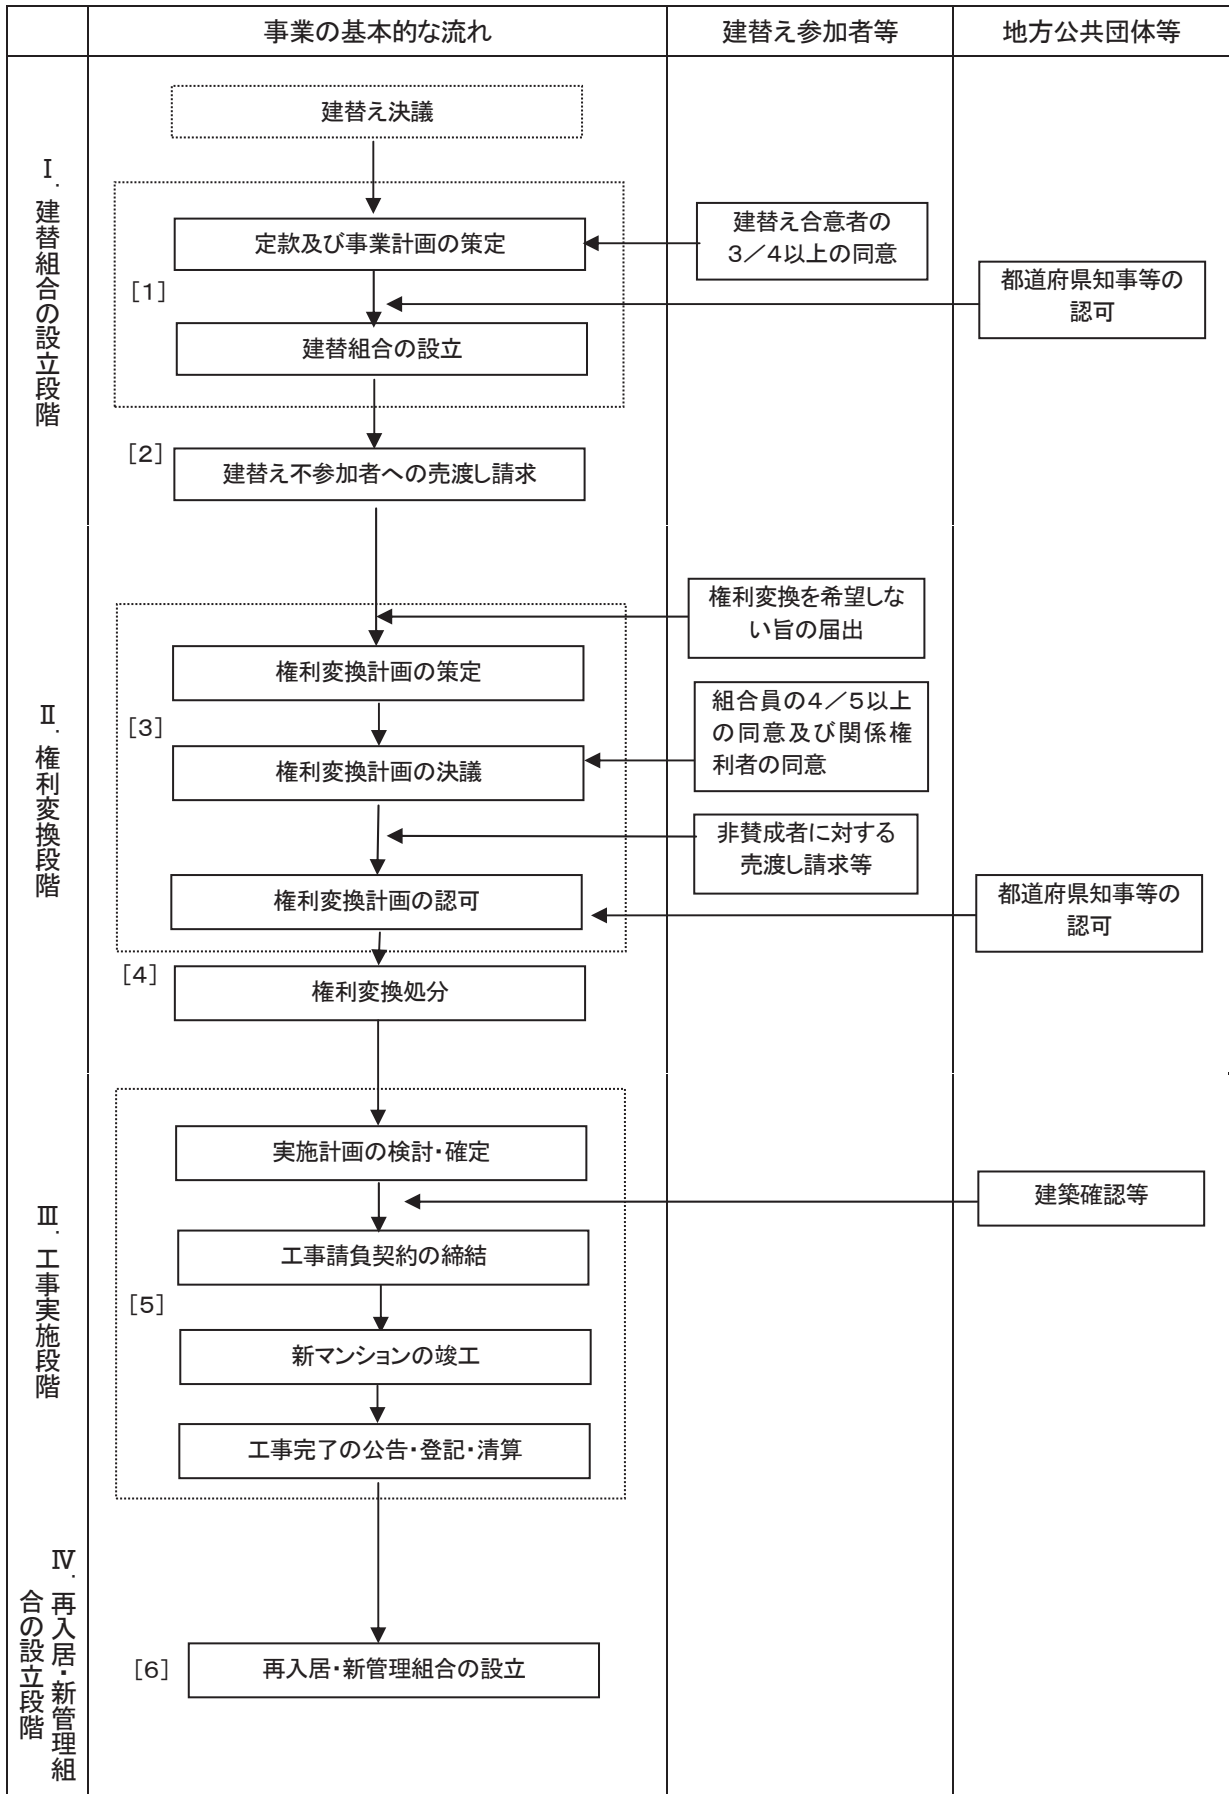 事業の基本的な流れ
建替え参加者等
地方公共団体等
Ⅰ．建替組合の設立段階
建替え決議
定款及び事業計画の策定
建替え合意者の
３／４以上の同意
[1]
都道府県知事等の
認可
建替組合の設立
[2]
建替え不参加者への売渡し請求
Ⅱ．権利変換段階
権利変換を希望しな
い旨の届出
権利変換計画の策定
[3]
組合員の４／５以上
の同意及び関係権
利者の同意
権利変換計画の決議
非賛成者に対する
売渡し請求等
権利変換計画の認可
都道府県知事等の
認可
[4]
権利変換処分
Ⅲ．工事実施段階
実施計画の検討・確定
建築確認等
工事請負契約の締結
[5]
新マンションの竣工
工事完了の公告・登記・清算
Ⅳ．再入居・新管理組
合の設立段階
[6]
再入居・新管理組合の設立